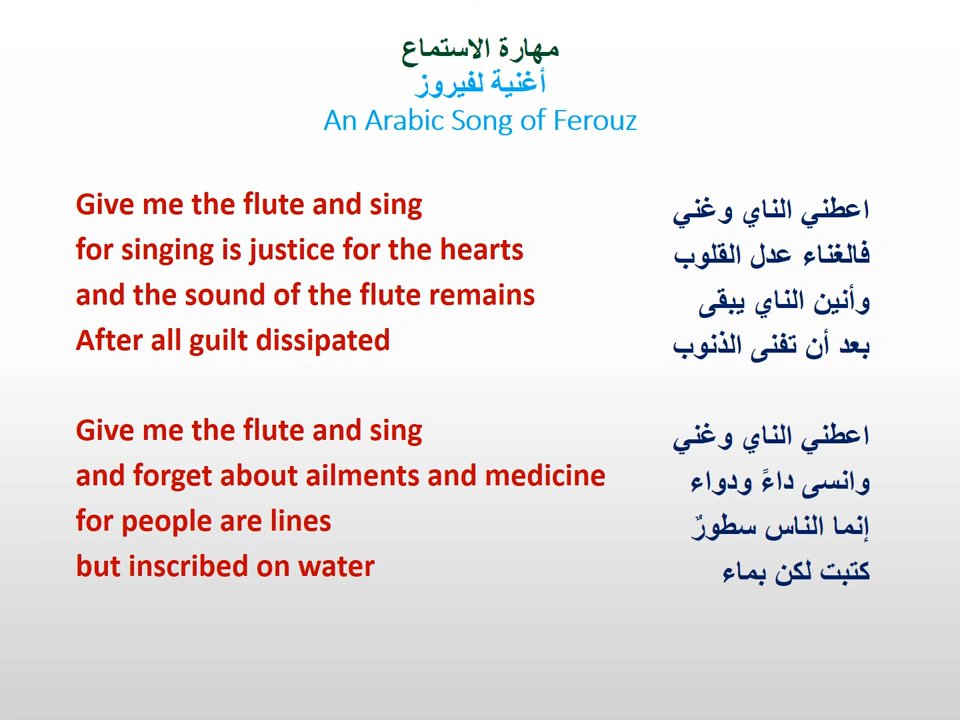 مهارة الاستماع
أغنية لفيروز
An Arabic Song of Ferouz
Give me the flute and sing
for singing is justice for the hearts
and the sound of the flute remains
After all guilt dissipated
Give me the flute and sing
and forget about ailments and medicine
for people are lines
but inscribed on water
اعطني الناي وغني
فالغناء عدل القلوب
وأنين الناي يبقى
بعد أن تفنى الذنوب
اعطني الناي وغني
وانسى داءً ودواء
إنما الناس سطورٌ
كتبت لكن بماء